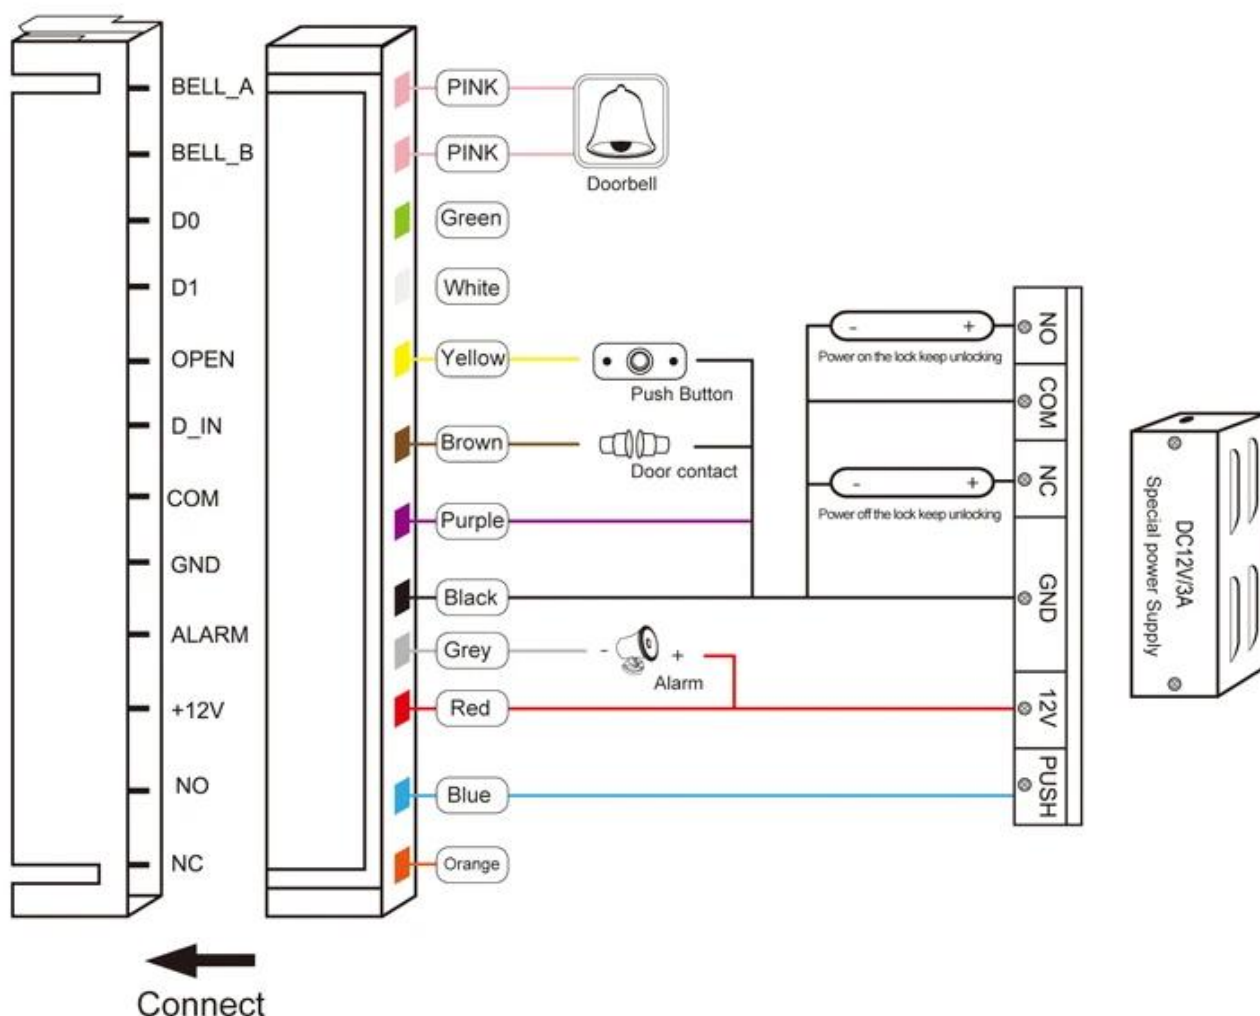 BELL_A
PINK
BELL_B
PINK
Doorbell
D0
Green
D1
White
OPEN
Yellow
Push Button
D_IN
Brown
Door contact
COM
Purple
GND
Black
ALARM
Grey
-
+
Alarm
+12V
Red
NO
Blue
NC
Orange
- +
Power on the lock keep unlocking
- +
Power off the lock keep unlocking
NO
COM
NC
GND
12V
PUSH
DC12V/3A
Special power Supply
Connect